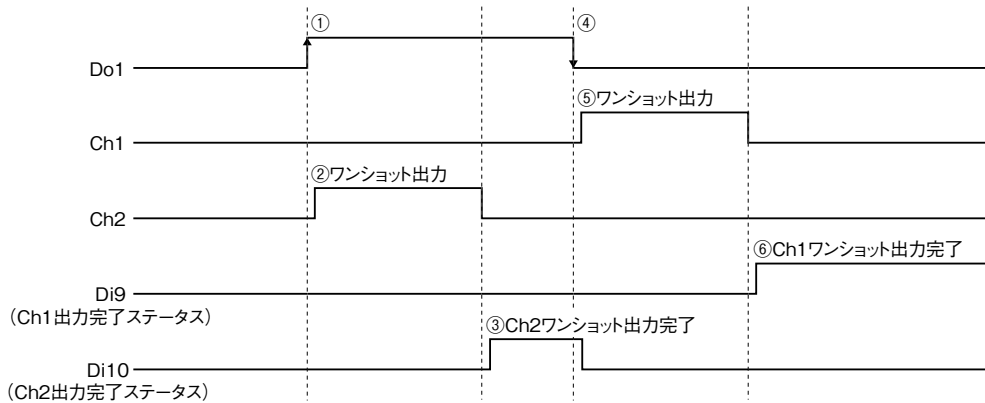 ①
④
Do1
⑤ワンショット出力
Ch1
②ワンショット出力
Ch2
⑥Ch1ワンショット出力完了
Di9
（Ch1出力完了ステータス）
③Ch2ワンショット出力完了
Di10
（Ch2出力完了ステータス）